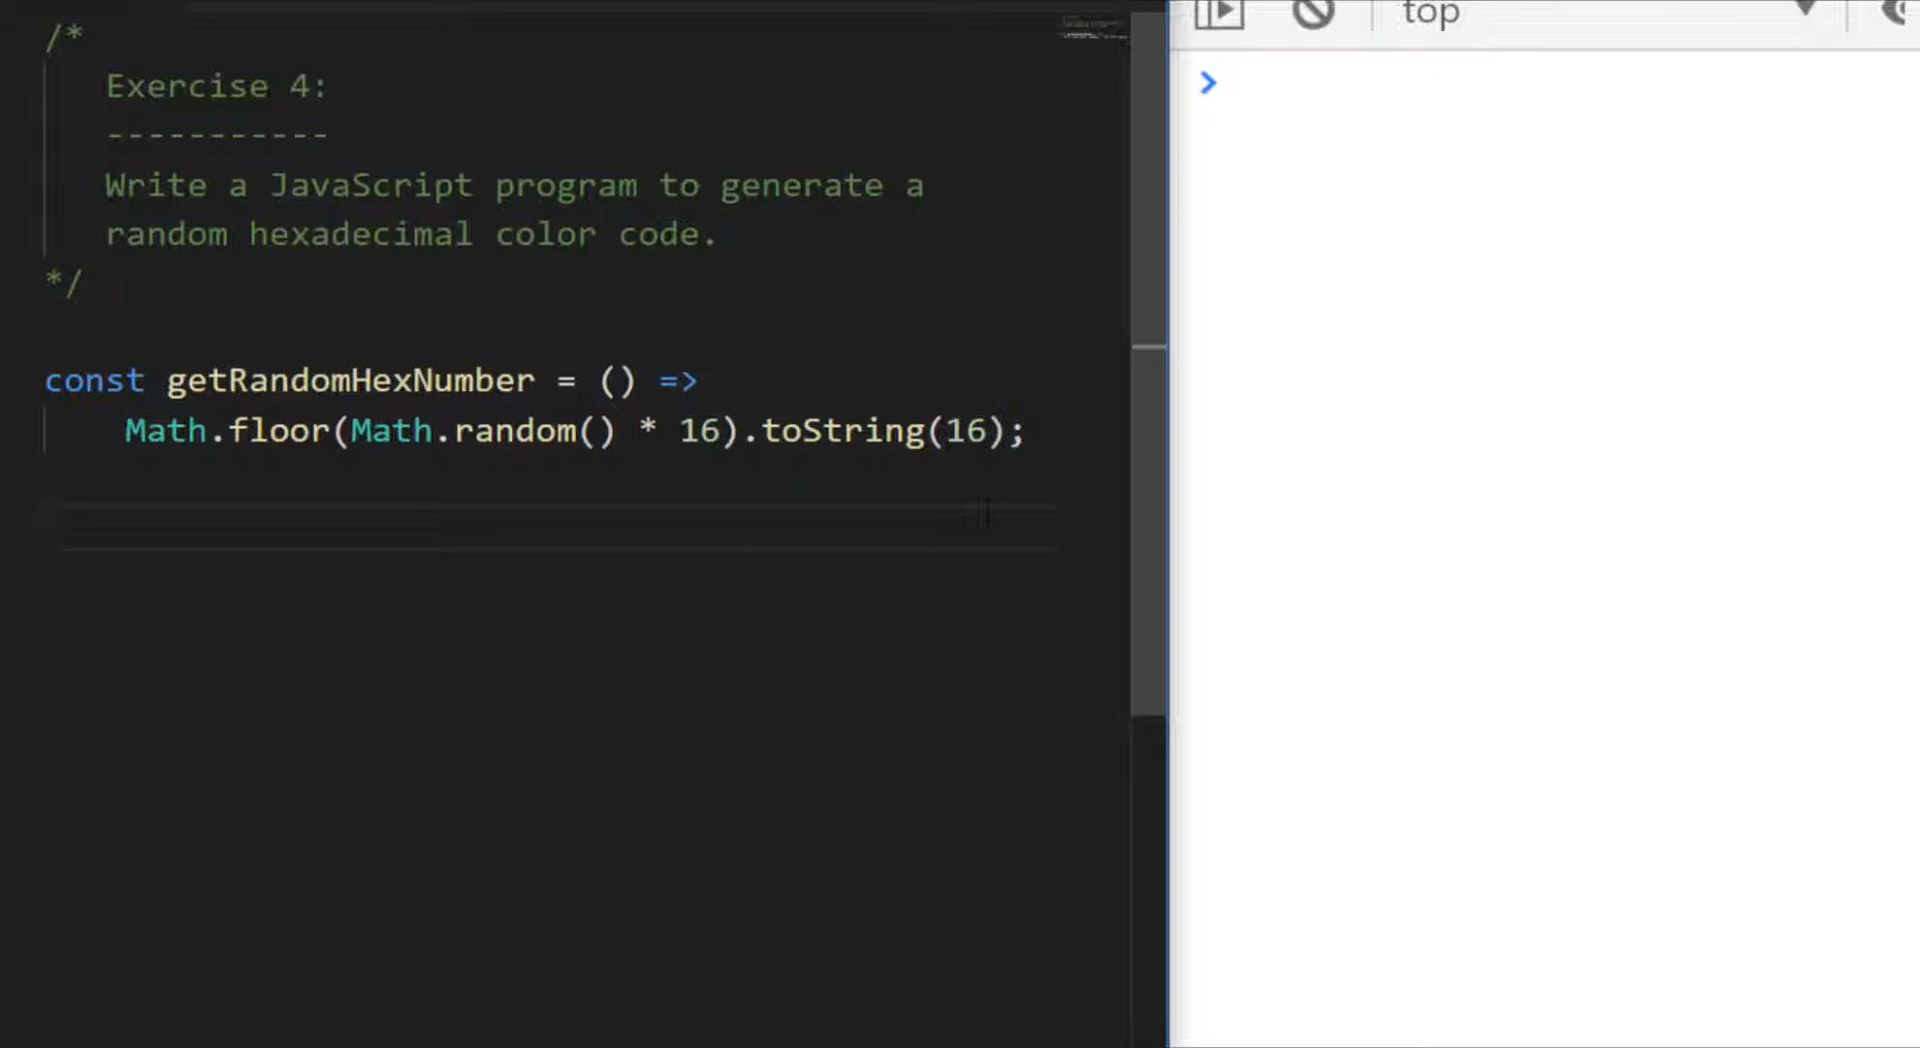 /*
Exercise 4:
-----------
Write a JavaScript program to generate a
random hexadecimal color code.
*/
const getRandomHexNumber = () =>
Math.floor(Math.random() * 16).toString(16);
top
>